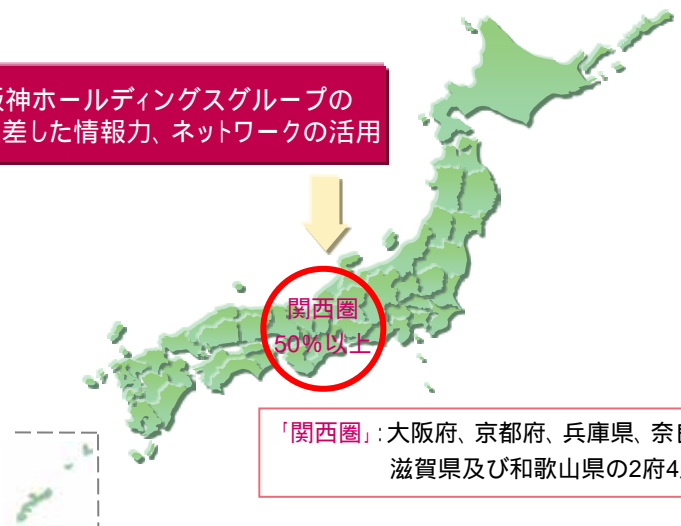 阪神ホールディングスグループの
差した情報力、ネットワークの活用
関西圏
50%以上
「関西圏」：大阪府、京都府、兵庫県、奈良
滋賀県及び和歌山県の2府4